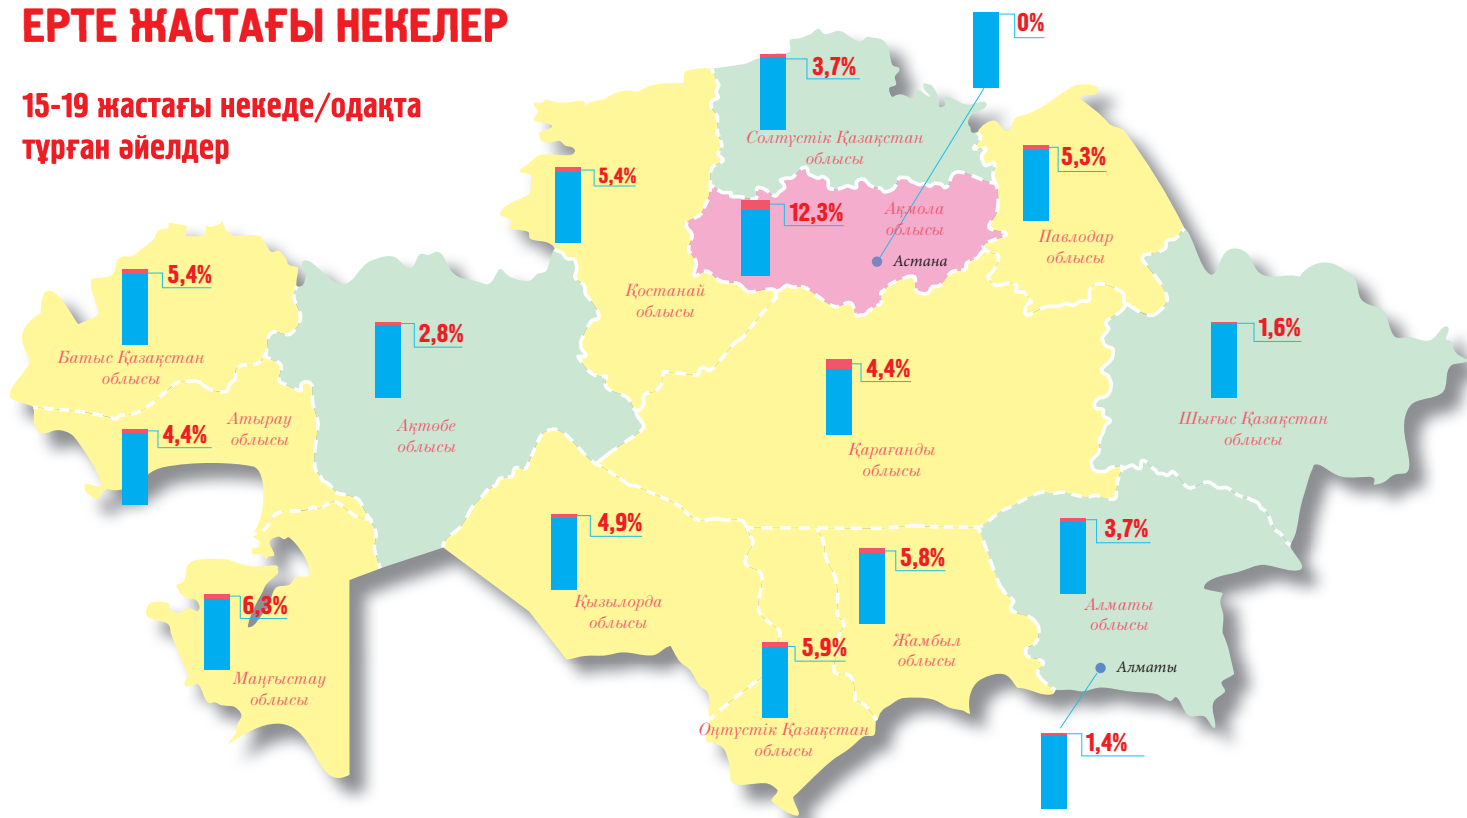 ЕРТЕ ЖАСТАҒЫ НЕКЕЛЕР
15-19 жастағы некеде/одақта
тұрған әйелдер
0%
3,7%
Солтүстік Қазақстан
облысы
5,3%
Павлодар
облысы
5,4%
Қостанай
облысы
12,3%
Ақмола
облысы
Астана
5,4%
Батыс Қазақстан
облысы
2,8%
Ақтөбе
облысы
1,6%
Шығыс Қазақстан
облысы
4,4%
Қарағанды
облысы
4,4%
Атырау
облысы
4,9%
Қызылорда
облысы
5,8%
Жамбыл
облысы
3,7%
Алматы
облысы
6,3%
Маңғыстау
облысы
5,9%
Оңтүстік Қазақстан
облысы
Алматы
1,4%